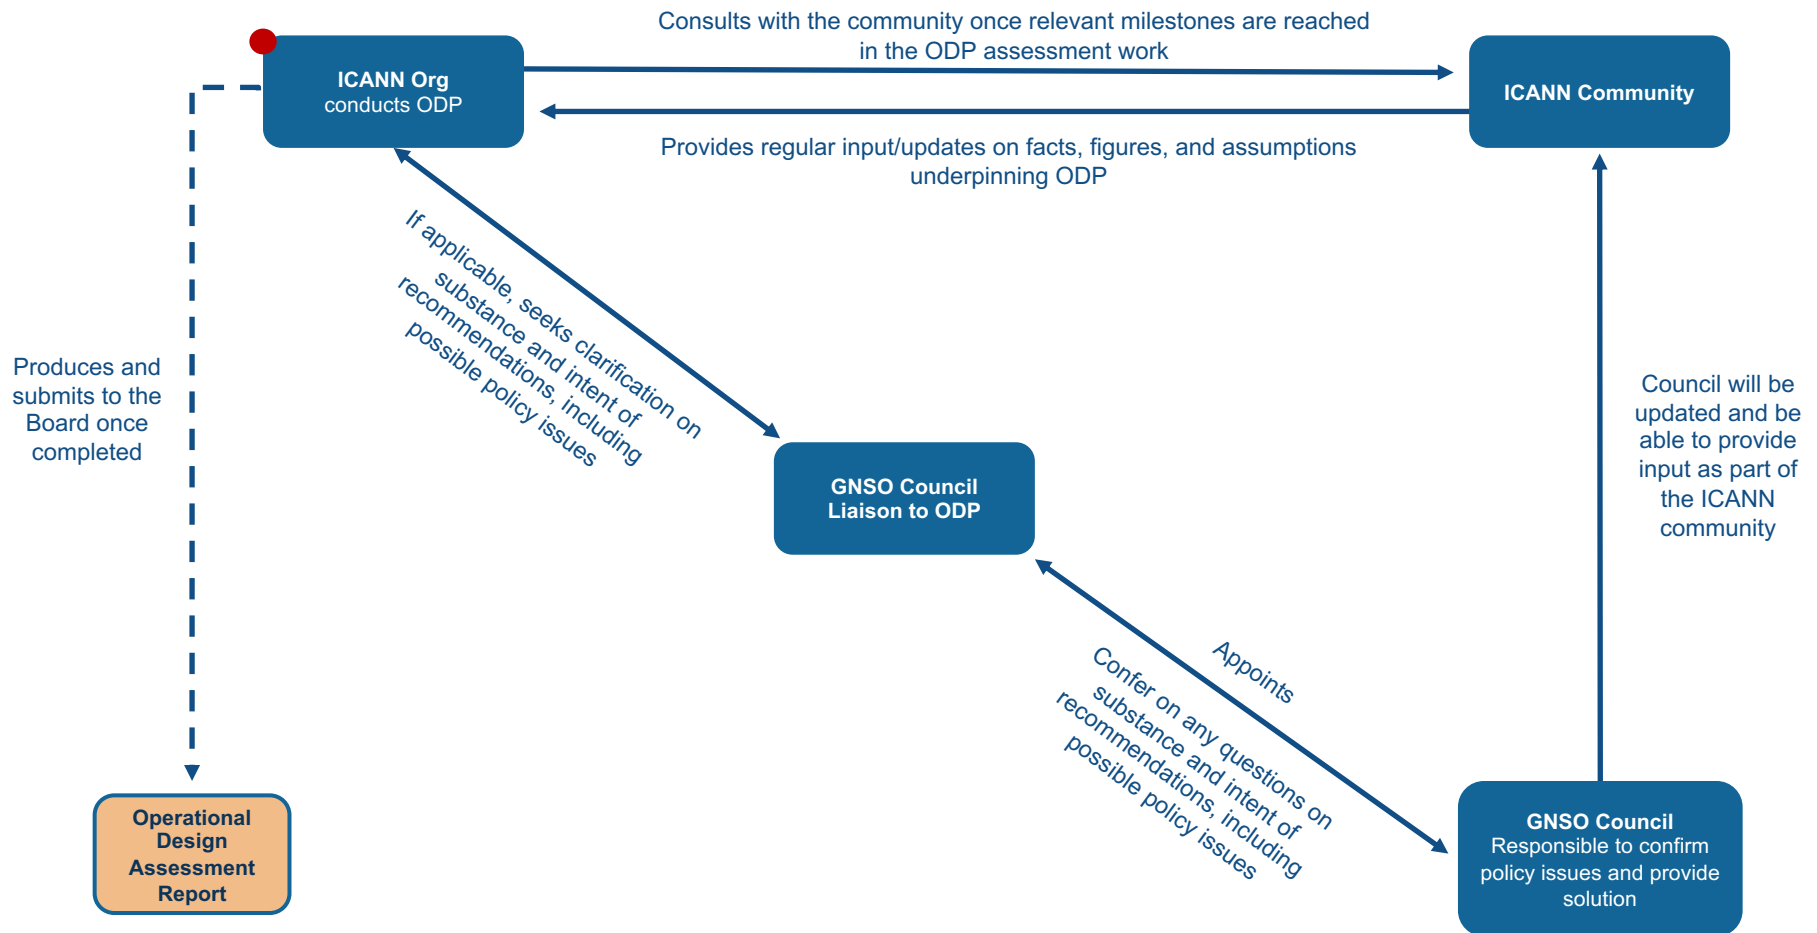 Consults with the community once relevant milestones are reached
in the ODP assessment work
ICANN Org
conducts ODP
ICANN Community
Provides regular input/updates on facts, figures, and assumptions
underpinning ODP
If applicable, seeks clarification on
substance and intent of
recommendations, including
possible policy issues
Produces and
submits to the
Board once
completed
Council will be
updated and be
able to provide
input as part of
the ICANN
community
GNSO Council
Liaison to ODP
Appoints
Confer on any questions on
substance and intent of
recommendations, including
possible policy issues
Operational
Design
Assessment
Report
GNSO Council
Responsible to confirm
policy issues and provide
solution